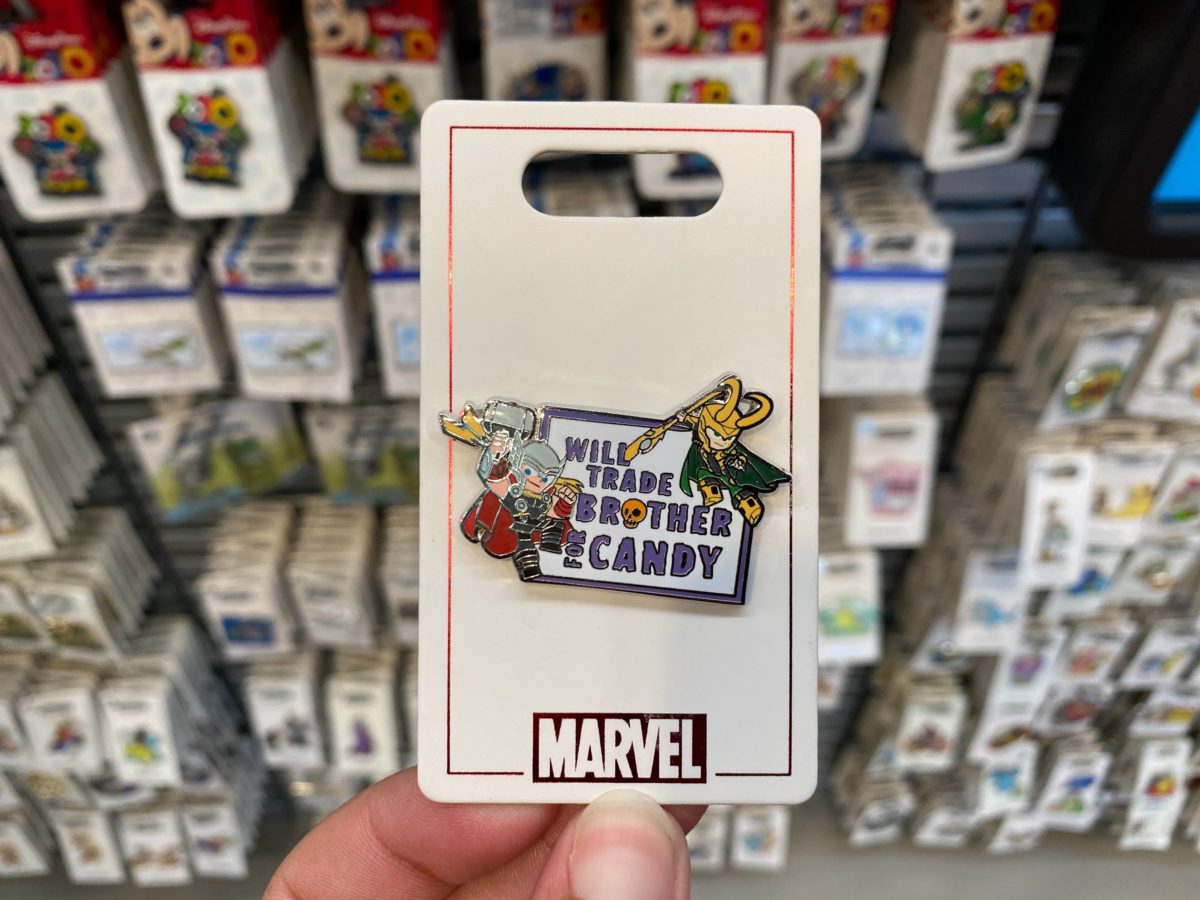 WILL
TRADE
BROTHER
FOR CANDY
MARVEL